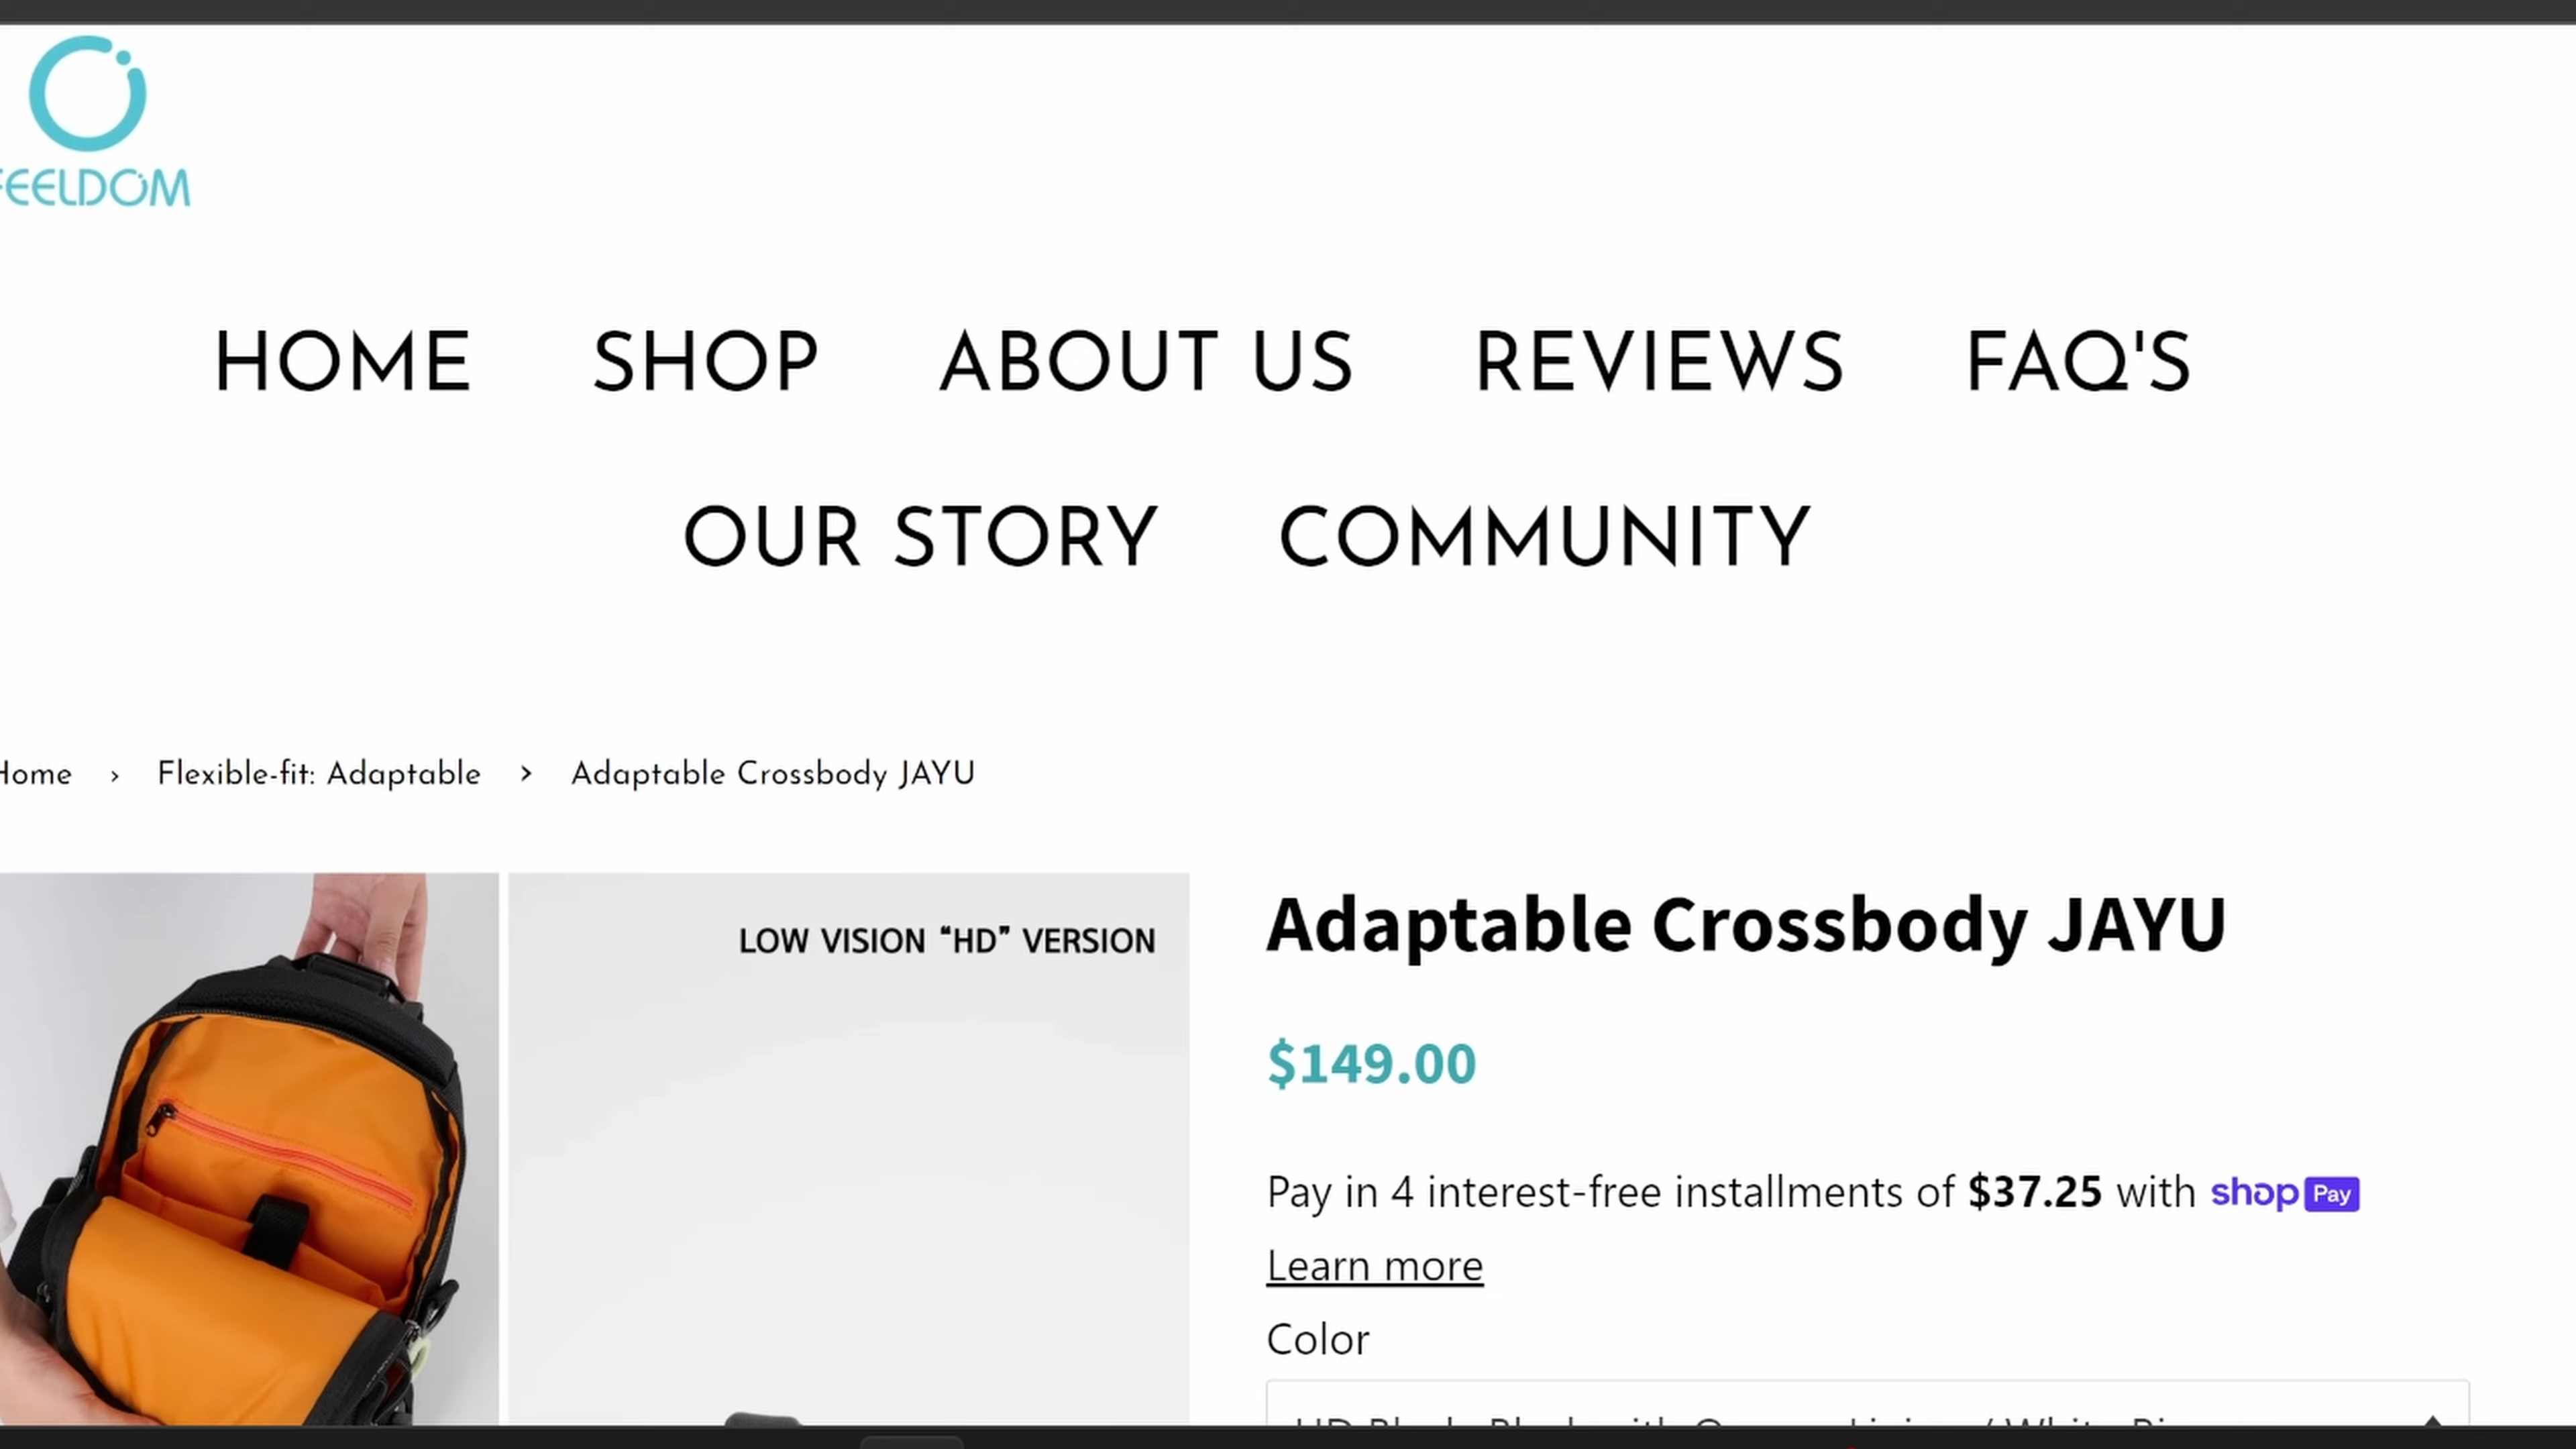 FEELDOM
HOME SHOP ABOUT US REVIEWS FAQ'S
OUR STORY COMMUNITY
Home › Flexible-fit: Adaptable › Adaptable Crossbody JAYU
LOW VISION “HD” VERSION
Adaptable Crossbody JAYU
$149.00
Pay in 4 interest-free installments of $37.25 with shop Pay
Learn more
Color